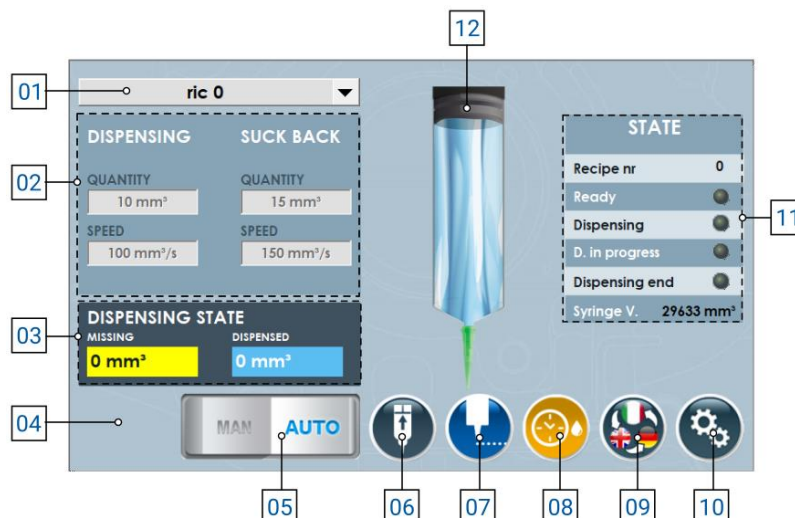 12
01
ric 0
DISPENSING SUCK BACK
02
QUANTITY QUANTITY
10 mm³ 15 mm³
SPEED SPEED
100 mm³/s 150 mm³/s
STATE
Recipe nr 0
Ready
Dispensing
D. in progress
Dispensing end
Syringe V. 29633 mm³
11
03
DISPENSING STATE
MISSING DISPENSED
0 mm³ 0 mm³
04
MAN AUTO
05 06 07 08 09 10